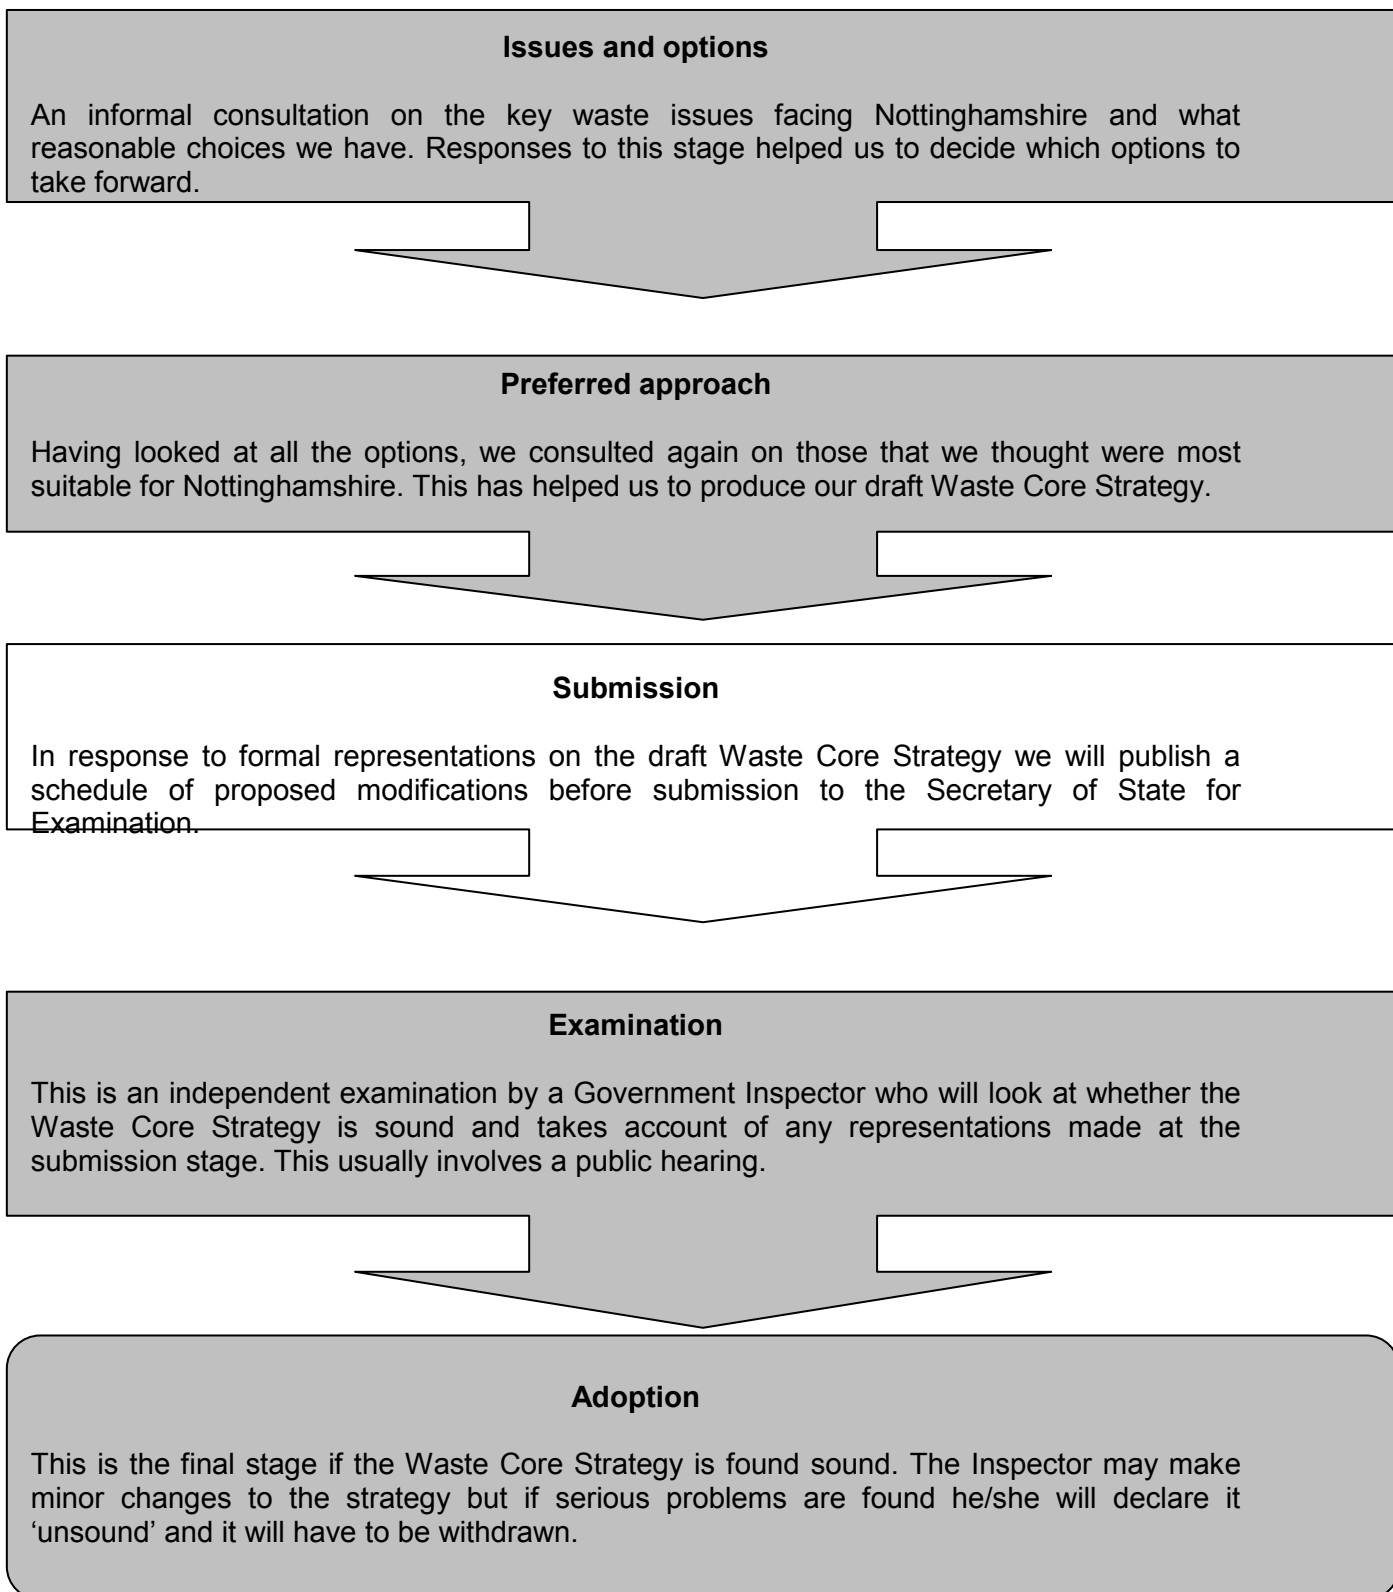 Issues and options
An informal consultation on the key waste issues facing Nottinghamshire and what
reasonable choices we have. Responses to this stage helped us to decide which options to
take forward.
Preferred approach
Having looked at all the options, we consulted again on those that we thought were most
suitable for Nottinghamshire. This has helped us to produce our draft Waste Core Strategy.
Submission
In response to formal representations on the draft Waste Core Strategy we will publish a
schedule of proposed modifications before submission to the Secretary of State for
Examination.
Examination
This is an independent examination by a Government Inspector who will look at whether the
Waste Core Strategy is sound and takes account of any representations made at the
submission stage. This usually involves a public hearing.
Adoption
This is the final stage if the Waste Core Strategy is found sound. The Inspector may make
minor changes to the strategy but if serious problems are found he/she will declare it
‘unsound’ and it will have to be withdrawn.